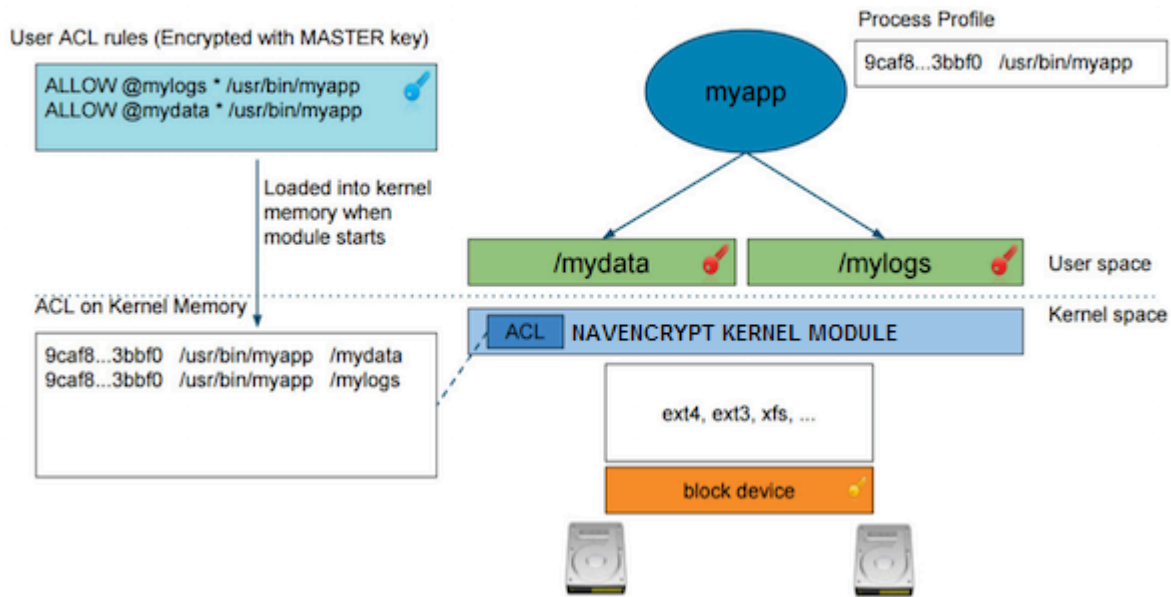 User ACL rules (Encrypted with MASTER key)
ALLOW @mylogs * /usr/bin/myapp
ALLOW @mydata * /usr/bin/myapp
Loaded into kernel
memory when
module starts
ACL on Kernel Memory
9caf8...3bbf0 /usr/bin/myapp /mydata
9caf8...3bbf0 /usr/bin/myapp /mylogs
Process Profile
9caf8...3bbf0 /usr/bin/myapp
myapp
/mydata
/mylogs
User space
Kernel space
ACL
NAVENCRYPT KERNEL MODULE
ext4, ext3, xfs, ...
block device